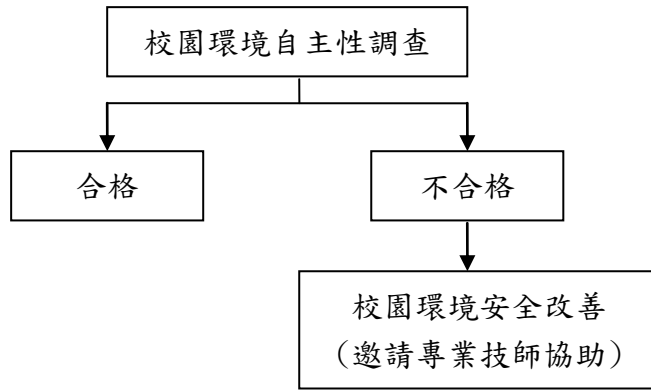 校園環境自主性調查
合格
不合格
校園環境安全改善
（邀請專業技師協助）